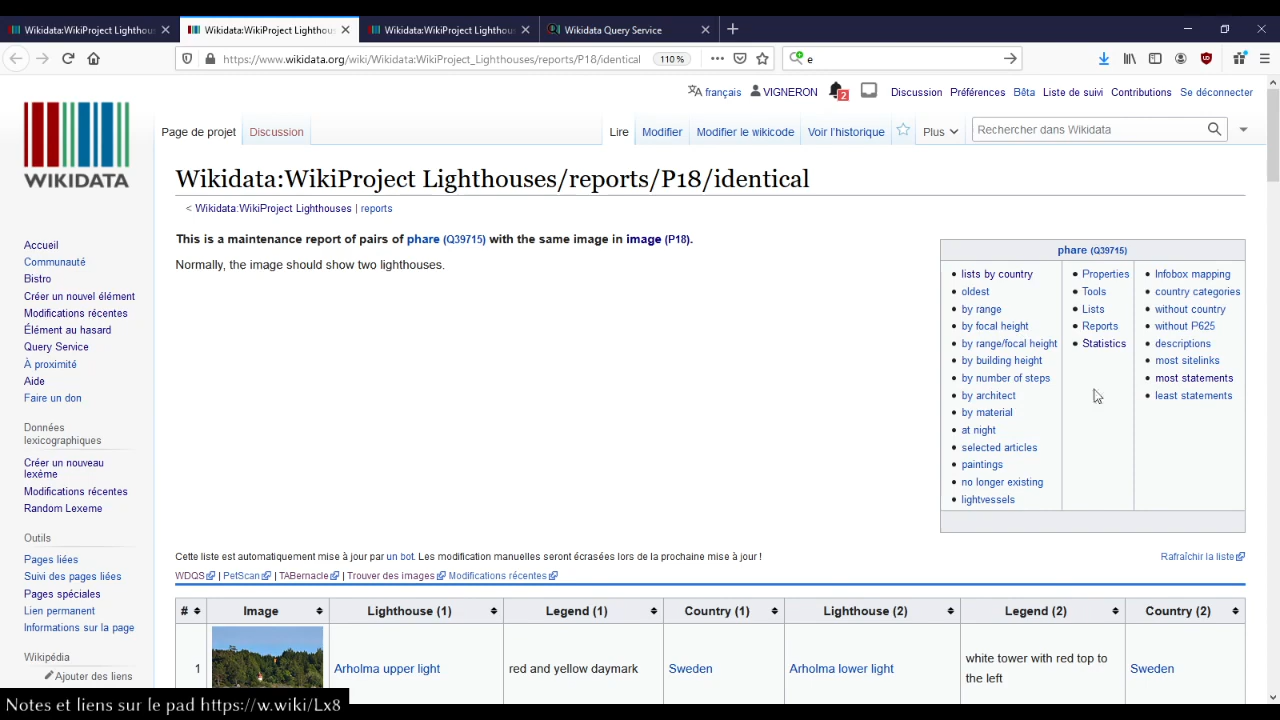 Wikidata:WikiProject Lighthous
Wikidata:WikiProject Lighthous
Wikidata:WikiProject Lighthous
Wikidata Query Service
https://www.wikidata.org/wiki/Wikidata:WikiProject_Lighthouses/reports/P18/identical
110 %
e
français
VIGNERON
2
Discussion
Préférences
Bêta
Liste de suivi
Contributions
Se déconnecter
Page de projet
Discussion
Lire
Modifier
Modifier le wikicode
Voir l'historique
Plus
Rechercher dans Wikidata
WIKIDATA
Wikidata:WikiProject Lighthouses/reports/P18/identical
< Wikidata:WikiProject Lighthouses | reports
This is a maintenance report of pairs of phare (Q39715) with the same image in image (P18).
Normally, the image should show two lighthouses.
Accueil
Communauté
Bistro
Créer un nouvel élément
Modifications récentes
Élément au hasard
Query Service
À proximité
Aide
Faire un don
Données
lexicographiques
Créer un nouveau
lexème
Modifications récentes
Random Lexeme
Outils
Pages liées
Suivi des pages liées
Pages spéciales
Lien permanent
Informations sur la page
Wikipédia
Ajouter des liens
phare (Q39715)
lists by country
oldest
by range
by focal height
by range/focal height
by building height
by number of steps
by architect
by material
at night
selected articles
paintings
no longer existing
lightvessels
Properties
Tools
Lists
Reports
Statistics
Infobox mapping
country categories
without country
without P625
descriptions
most sitelinks
most statements
least statements
Cette liste est automatiquement mise à jour par un bot. Les modification manuelles seront écrasées lors de la prochaine mise à jour !
Rafraîchir la liste
WDQS | PetScan | TABernacle | Trouver des images Modifications récentes
# Image Lighthouse (1) Legend (1) Country (1) Lighthouse (2) Legend (2) Country (2)
1
Arholma upper light
red and yellow daymark
Sweden
Arholma lower light
white tower with red top to
the left
Sweden
Notes et liens sur le pad https://w.wiki/Lx8